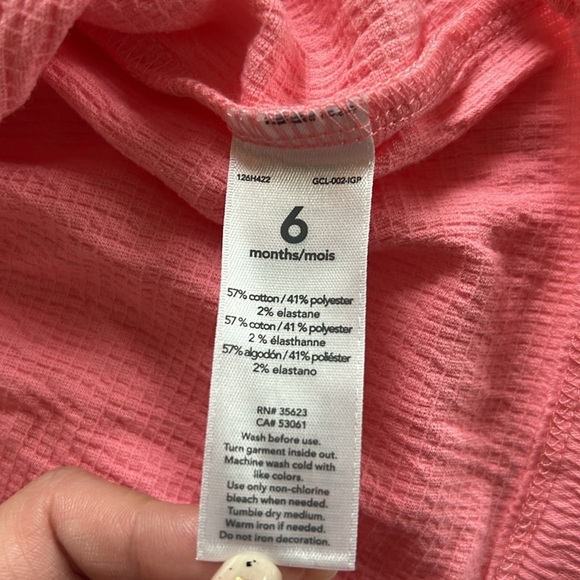 126H422 GCL-002-IGP
6
months/mois
57% cotton / 41% polyester
2% elastane
57 % coton / 41 % polyester
2 % élasthanne
57% algodón / 41% poliéster
2% elastano
RN# 35623
CA# 53061
Wash before use.
Turn garment inside out.
Machine wash cold with
like colors.
Use only non-chlorine
bleach when needed.
Tumble dry medium.
Warm iron if needed.
Do not iron decoration.